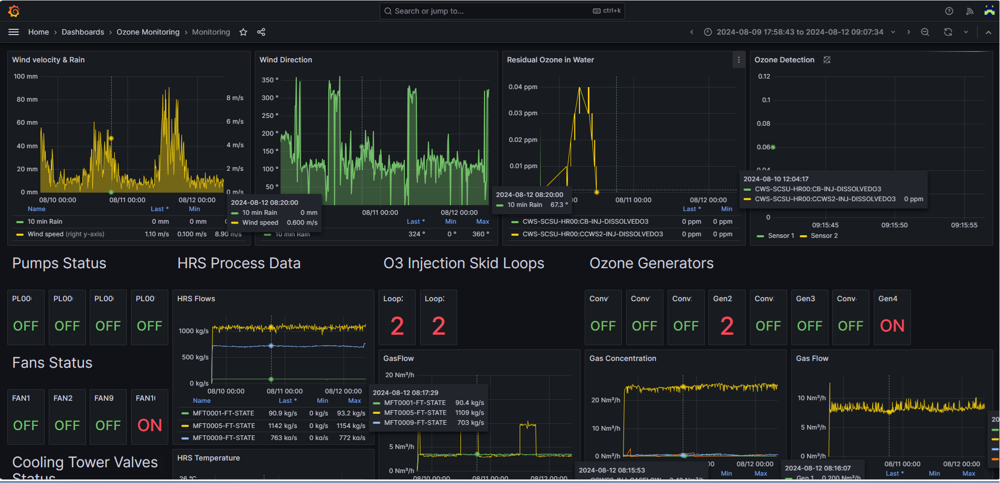 Search or jump to...
ctrl+k
Home › Dashboards › Ozone Monitoring › Monitoring
2024-08-09 17:58:43 to 2024-08-12 09:07:34
Wind velocity & Rain
100 mm
80 mm
60 mm
40 mm
20 mm
0 mm
8 m/s
6 m/s
4 m/s
2 m/s
0 m/s
08/10 00:00 08/11 00:00 08/12 00:00
Name Last * Min
10 min Rain 0 mm 0 mm
Wind speed (right y-axis) 1.10 m/s 0.100 m/s 8.90 m/s
2024-08-12 08:20:00
10 min Rain 0 mm
Wind speed 0.600 m/s
Wind Direction
350 °
300 °
250 °
200 °
150 °
100 °
50 °
08/11 00:00 08/12 00:00
Last * Min Max
10 min Rain 324 ° 0 ° 360 °
2024-08-12 08:20:00
10 min Rain 67.3 °
Residual Ozone in Water
0.04 ppm
0.03 ppm
0.02 ppm
0.01 ppm
08/11 00:00 08/12 00:00
Last * Min
CWS-SCSU-HR00:CB-INJ-DISSOLVEDO3 0 ppm 0 ppm
CWS-SCSU-HR00:CCWS2-INJ-DISSOLVEDO3 0 ppm 0 ppm
2024-08-10 12:04:17
CWS-SCSU-HR00:CB-INJ-DISSOLVEDO3
CWS-SCSU-HR00:CCWS2-INJ-DISSOLVEDO3 0 ppm
Ozone Detection
0.12
0.1
0.08
0.06
0.04
0
09:15:45 09:15:50 09:15:55
Sensor 1 Sensor 2
Pumps Status
HRS Process Data
O3 Injection Skid Loops
Ozone Generators
PL00 PL00 PL00 PL00
OFF OFF OFF OFF
Fans Status
FAN1 FAN2 FAN9 FAN1
OFF OFF OFF ON
Cooling Tower Valves
Status
HRS Flows
1000 kg/s
500 kg/s
0 kg/s
08/10 00:00 08/11 00:00 08/12 00:00
Name Last * Min Max
MFT0001-FT-STATE 90.9 kg/s 0 kg/s 93.2 kg/s
MFT0005-FT-STATE 1142 kg/s 0 kg/s 1154 kg/s
MFT0009-FT-STATE 763 kg/s 0 kg/s 772 kg/s
2024-08-12 08:17:29
MFT0001-FT-STATE 90.4 kg/s
MFT0005-FT-STATE 1109 kg/s
MFT0009-FT-STATE 703 kg/s
HRS Temperature
26 °C
Loop2 Loop3
2 2
GasFlow
20 Nm³/h
5 Nm³/h
0 Nm³/h
08/10 00:00 08/11 00:00 08/12 00:00
Conv Conv Conv Gen2 Conv Gen3 Conv Gen4
OFF OFF OFF 2 OFF OFF OFF ON
Gas Concentration
20 Nm³/h
10 Nm³/h
0 Nm³/h
08/12 00:00
Min Max
2024-08-12 08:15:53
CCWS2-INJ-GASFLOW 3.40 Nm³/h
Gas Flow
10 Nm³/h
5 Nm³/h
0 Nm³/h
08/11 00:00 08/12 00:00
Last * Min Max
2024-08-12 08:16:07
Gen 1 0.200 Nm³/h
20